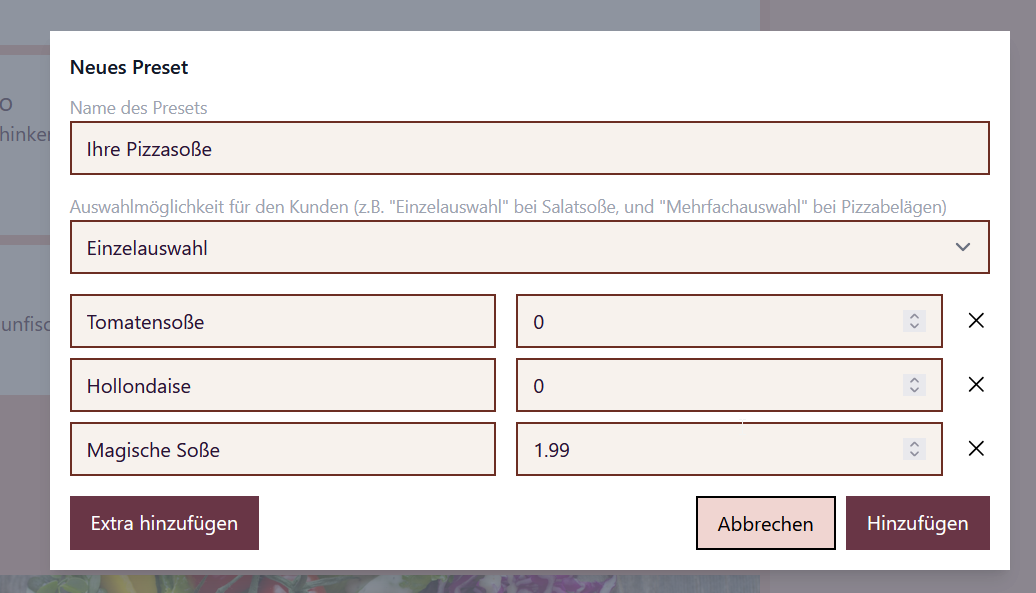 Neues Preset
Name des Presets
Ihre Pizzasoße
Auswahlmöglichkeit für den Kunden (z.B. "Einzelauswahl" bei Salatsoße, und "Mehrfachauswahl" bei Pizzabelägen)
Einzelauswahl
Tomatensoße 0
Hollondaise 0
Magische Soße 1.99
Extra hinzufügen Abbrechen Hinzufügen